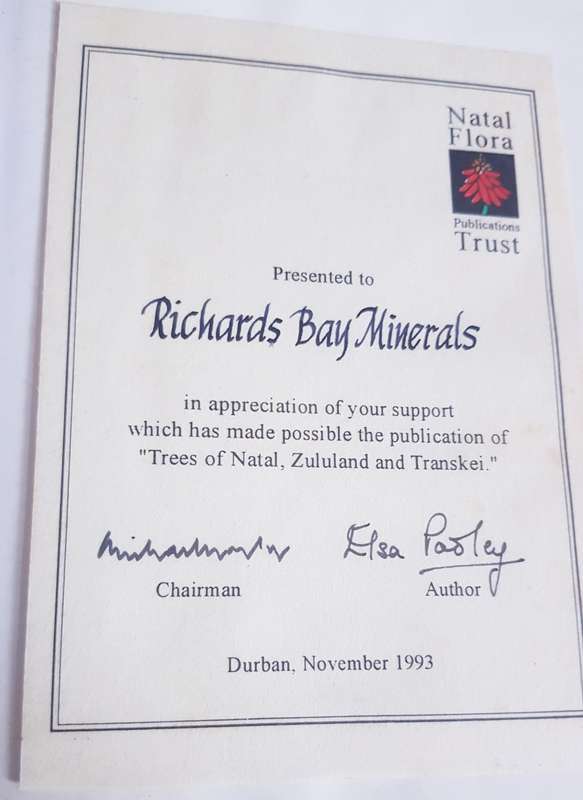 Natal
Flora
Publications
Trust
Presented to
Richards Bay Minerals
in appreciation of your support
which has made possible the publication of
"Trees of Natal, Zululand and Transkei."
Elsa Pooley
Chairman
Author
Durban, November 1993